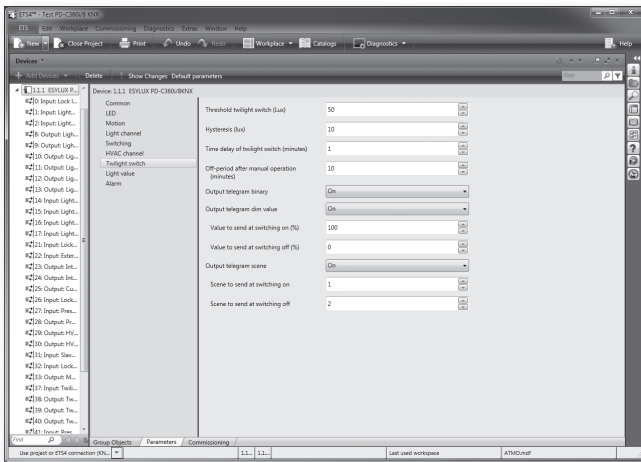 ETS4™ - Test PD-C360i/8 KNX
ETS Edit Workplace Commissioning Diagnostics Extras Window Help
New Close Project Print Undo Redo Workplace Catalogs Diagnostics Help
Devices
Add Devices Delete Show Changes Default parameters Find
1.1.1 ESYLUX P...
0: Input: Lock l...
1: Input: Light...
2: Input: Light...
8: Output: Ligh...
9: Output: Ligh...
10: Output: Lig...
11: Output: Lig...
12: Output: Lig...
13: Output: Lig...
14: Input: Light...
15: Input: Light...
16: Input: Light...
17: Input: Light...
21: Input: Lock...
22: Input: Exter...
23: Output: Int...
24: Output: Int...
25: Output: Cu...
26: Input: Lock...
27: Input: Pres...
28: Output: Pr...
29: Output: HV...
30: Output: HV...
31: Input: Slav...
32: Input: Lock...
33: Output: M...
37: Input: Twili...
38: Output: Tw...
39: Output: Tw...
40: Output: Tw...
41: Input: Pres...
Find
Device: 1.1.1 ESYLUX PD-C360i/8KNX
Common
LED
Motion
Light channel
Switching
HVAC channel
Twilight switch
Light value
Alarm
Threshold twilight switch (Lux) 50
Hysteresis (lux) 10
Time delay of twilight switch (minutes) 1
Off-period after manual operation
(minutes) 10
Output telegram binary On
Output telegram dim value On
Value to send at switching on (%) 100
Value to send at switching off (%) 0
Output telegram scene On
Scene to send at switching on 1
Scene to send at switching off 2
Group Objects Parameters Commissioning
Use project or ETS4 connection (KN... 1.1... 1.1... Last used workspace ATMO.mdf